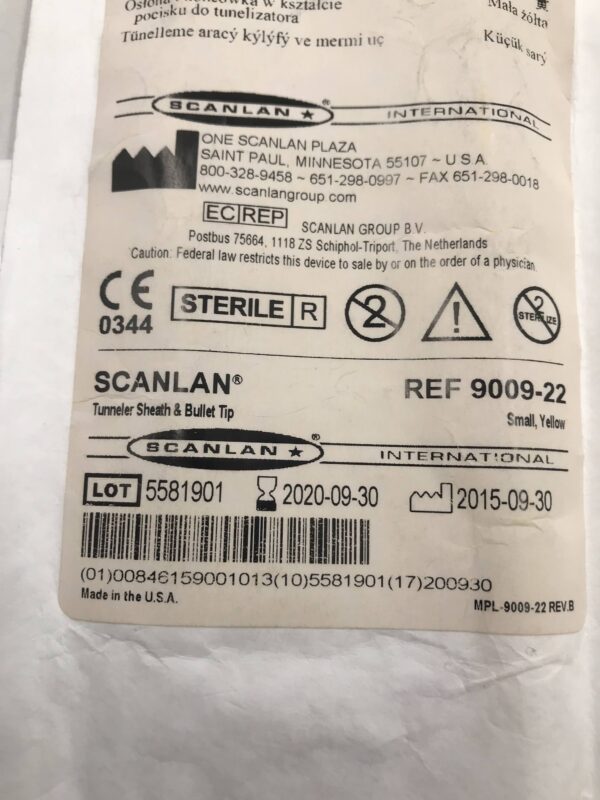 Osłona i końcówka w kształcie
pocisku do tunelizatora
Tünelleme aracý kýlýfý ve mermi uç
黄
Mała żółta
Küçük sarý
SCANLAN ★ ® INTERNATIONAL
ONE SCANLAN PLAZA
SAINT PAUL, MINNESOTA 55107 ~ U S A
800-328-9458 ~ 651-298-0997 ~ FAX 651-298-0018
www.scanlangroup.com
EC REP SCANLAN GROUP B.V.
Postbus 75664, 1118 ZS Schiphol-Triport, The Netherlands
Caution: Federal law restricts this device to sale by or on the order of a physician
CE
0344
STERILE R
2
!
2
STERILIZE
SCANLAN® REF 9009-22
Tunneler Sheath & Bullet Tip Small, Yellow
SCANLAN ★ ® INTERNATIONAL
LOT 5581901 2020-09-30 2015-09-30
(01)00846159001013(10)5581901(17)200930
Made in the U.S.A. MPL-9009-22 REV.B